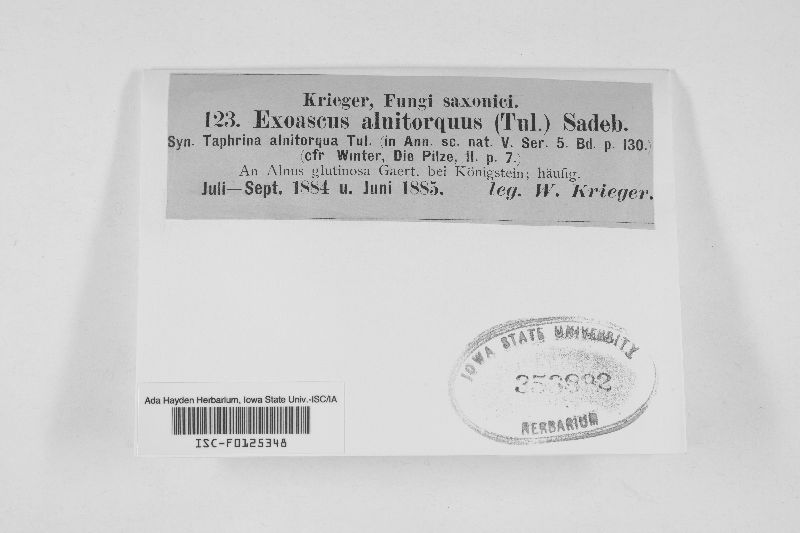 Krieger, Fungi saxonici.
123. Exoascus alnitorquus (Tul.) Sadeb.
Syn. Taphrina alnitorqua Tul. (in Ann. sc. nat. V. Ser. 5. Bd. p. 130.)
(cfr Winter, Die Pilze, II. p. 7.)
An Alnus glutinosa Gaert. bei Königstein; häufig.
Juli—Sept. 1884 u. Juni 1885. leg. W. Krieger.
IOWA STATE UNIVERSITY
HERBARIUM
Ada Hayden Herbarium, Iowa State Univ.-ISC/IA
ISC-F0125348